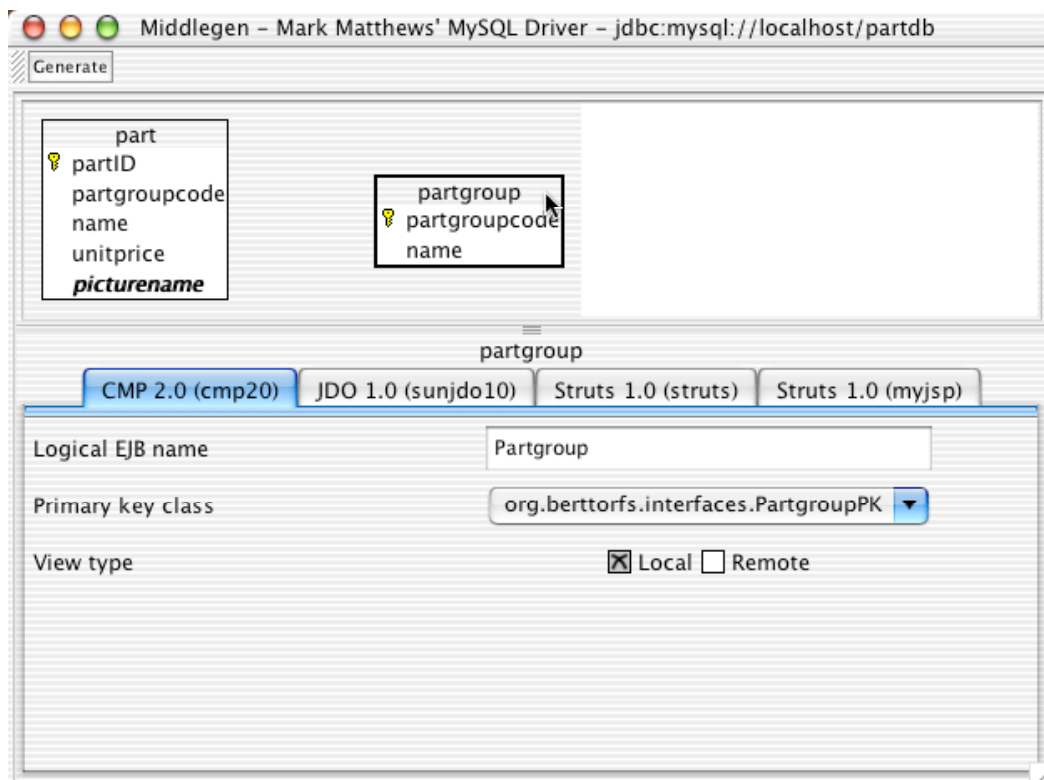 Middlegen – Mark Matthews' MySQL Driver – jdbc:mysql://localhost/partdb
Generate
part
partID
partgroupcode
name
unitprice
picturename
partgroup
partgroupcode
name
partgroup
CMP 2.0 (cmp20) JDO 1.0 (sunjdo10) Struts 1.0 (struts) Struts 1.0 (myjsp)
Logical EJB name Partgroup
Primary key class org.berttorfs.interfaces.PartgroupPK
View type Local Remote